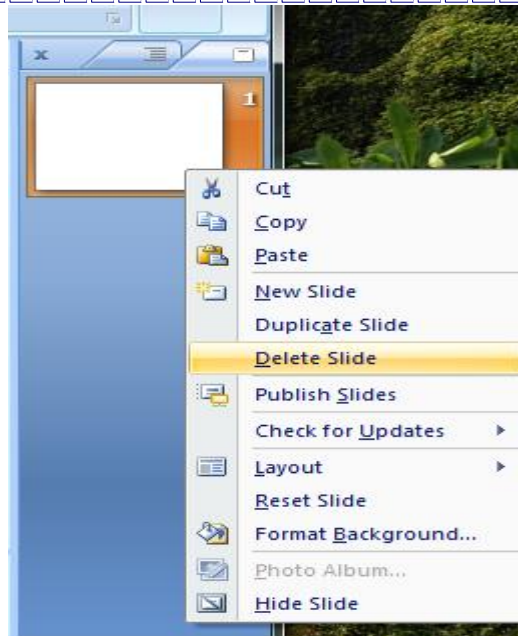 x
1
Cut
Copy
Paste
New Slide
Duplicate Slide
Delete Slide
Publish Slides
Check for Updates
Layout
Reset Slide
Format Background...
Photo Album...
Hide Slide